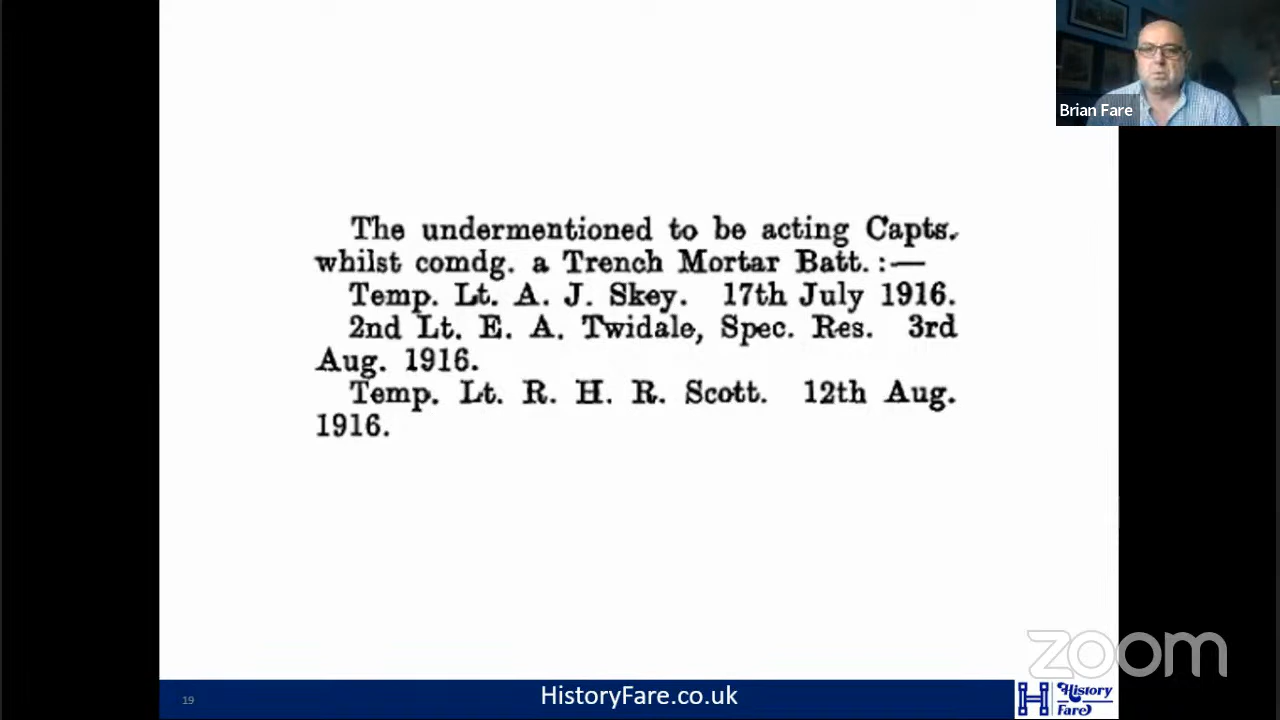 Brian Fare
The undermentioned to be acting Capts.
whilst comdg. a Trench Mortar Batt. :—
Temp. Lt. A. J. Skey. 17th July 1916.
2nd Lt. E. A. Twidale, Spec. Res. 3rd
Aug. 1916.
Temp. Lt. R. H. R. Scott. 12th Aug.
1916.
zoom
19
HistoryFare.co.uk
H History
Fare